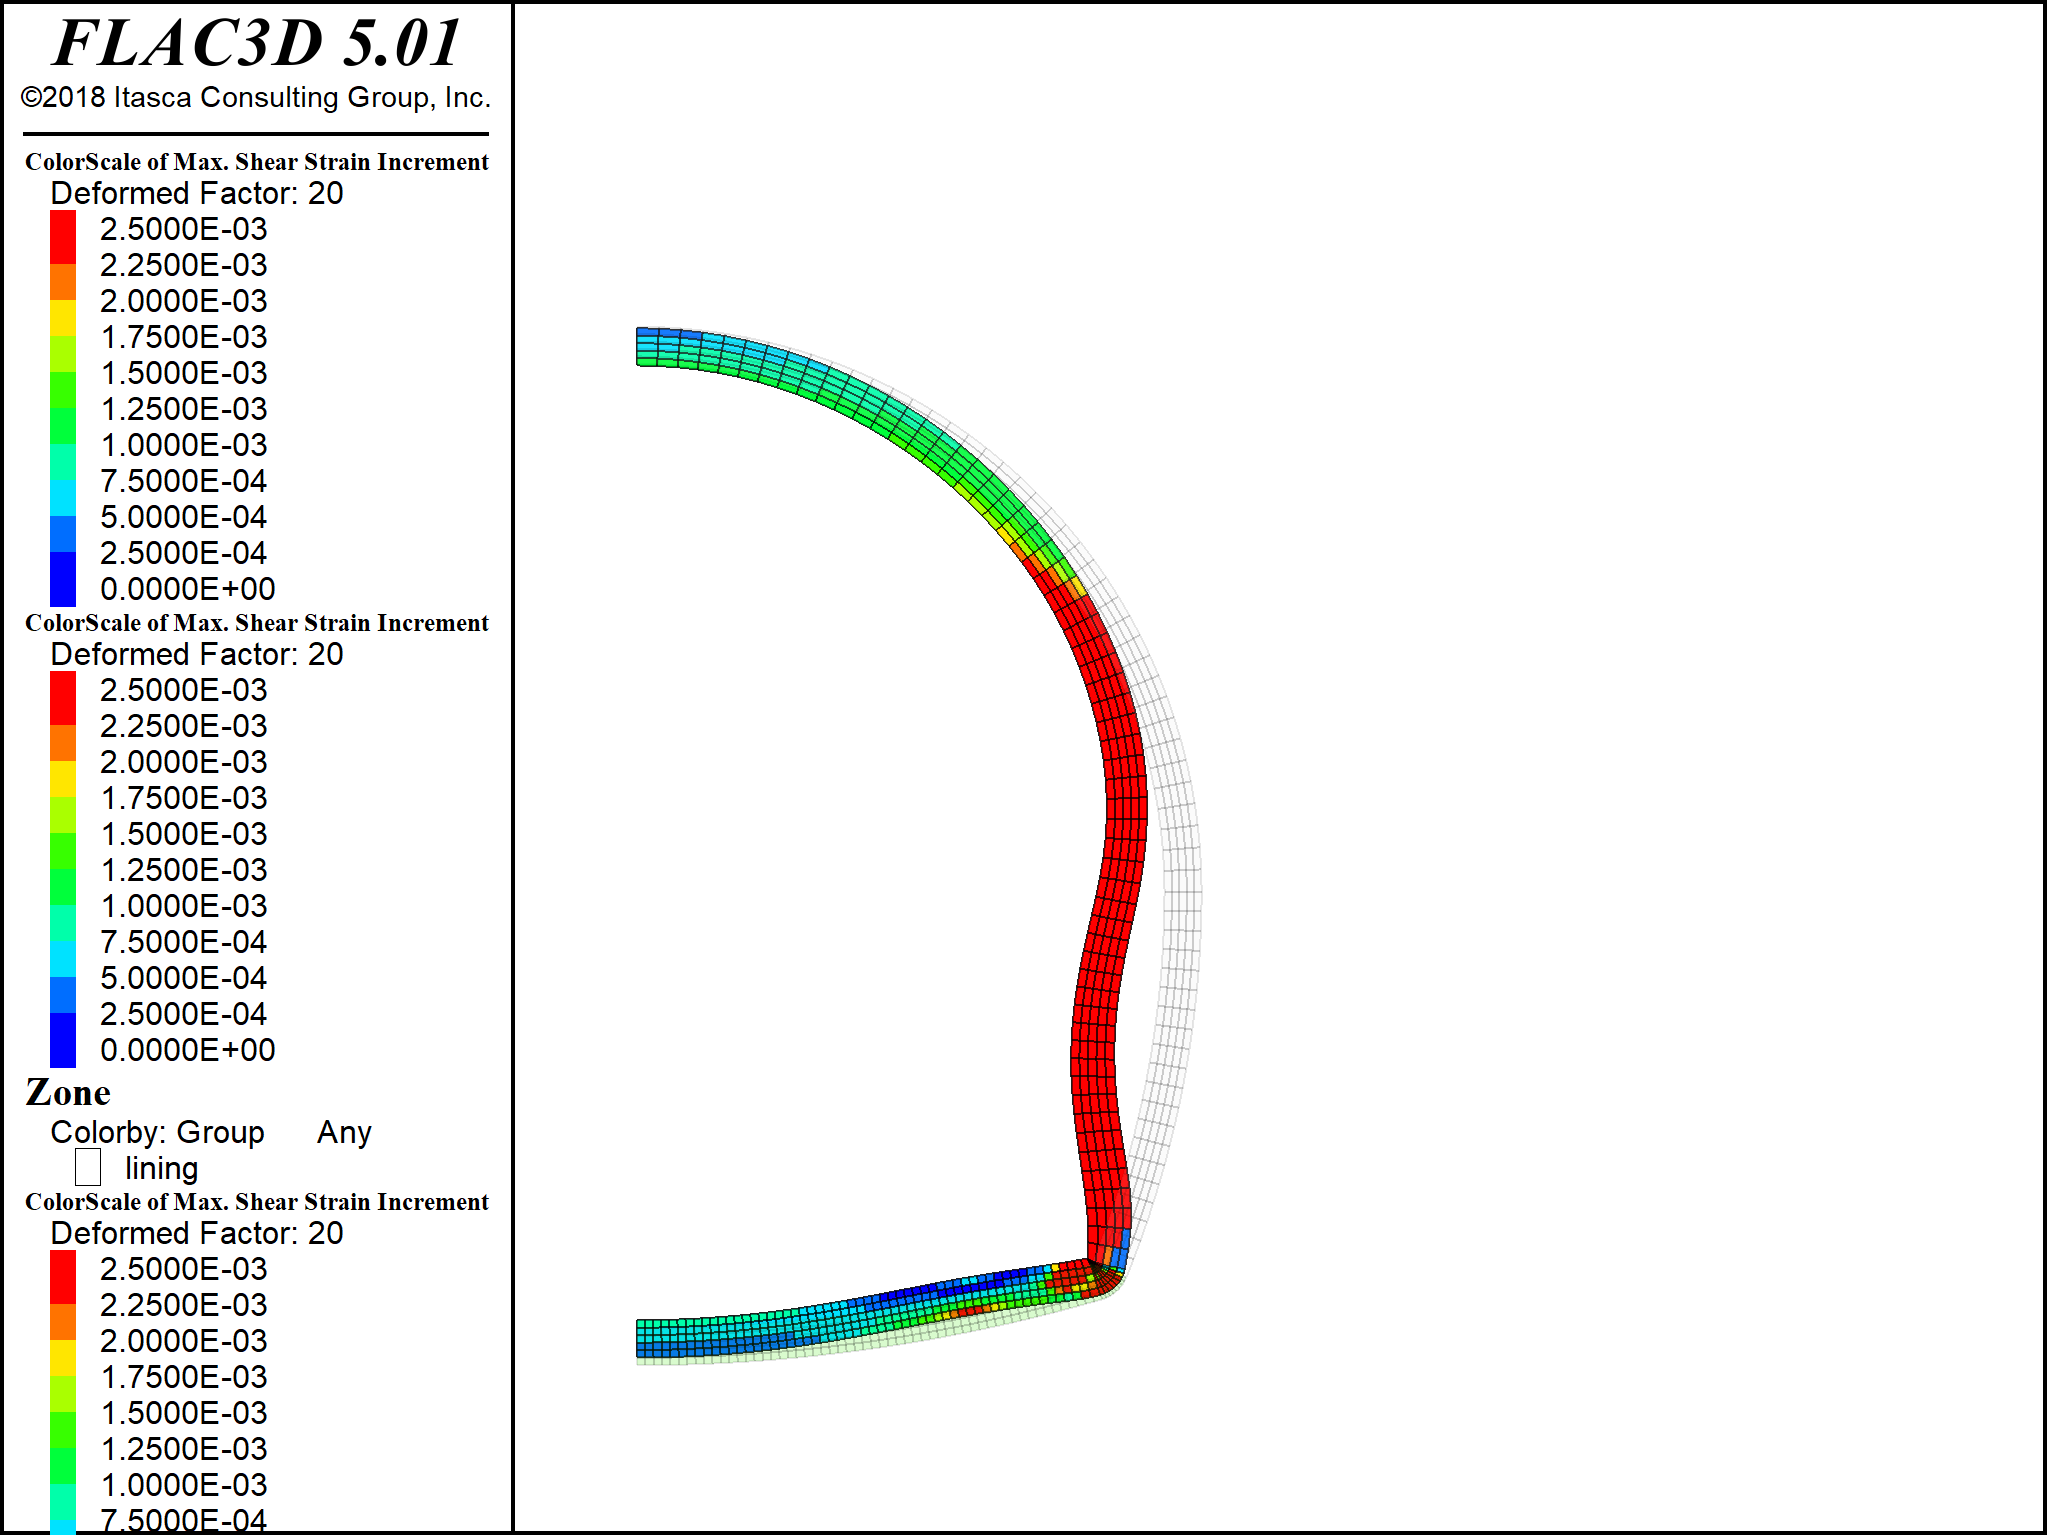 FLAC3D 5.01
©2018 Itasca Consulting Group, Inc.
ColorScale of Max. Shear Strain Increment
Deformed Factor: 20
2.5000E-03
2.2500E-03
2.0000E-03
1.7500E-03
1.5000E-03
1.2500E-03
1.0000E-03
7.5000E-04
5.0000E-04
2.5000E-04
0.0000E+00
ColorScale of Max. Shear Strain Increment
Deformed Factor: 20
2.5000E-03
2.2500E-03
2.0000E-03
1.7500E-03
1.5000E-03
1.2500E-03
1.0000E-03
7.5000E-04
5.0000E-04
2.5000E-04
0.0000E+00
Zone
Colorby: Group Any
lining
ColorScale of Max. Shear Strain Increment
Deformed Factor: 20
2.5000E-03
2.2500E-03
2.0000E-03
1.7500E-03
1.5000E-03
1.2500E-03
1.0000E-03
7.5000E-04